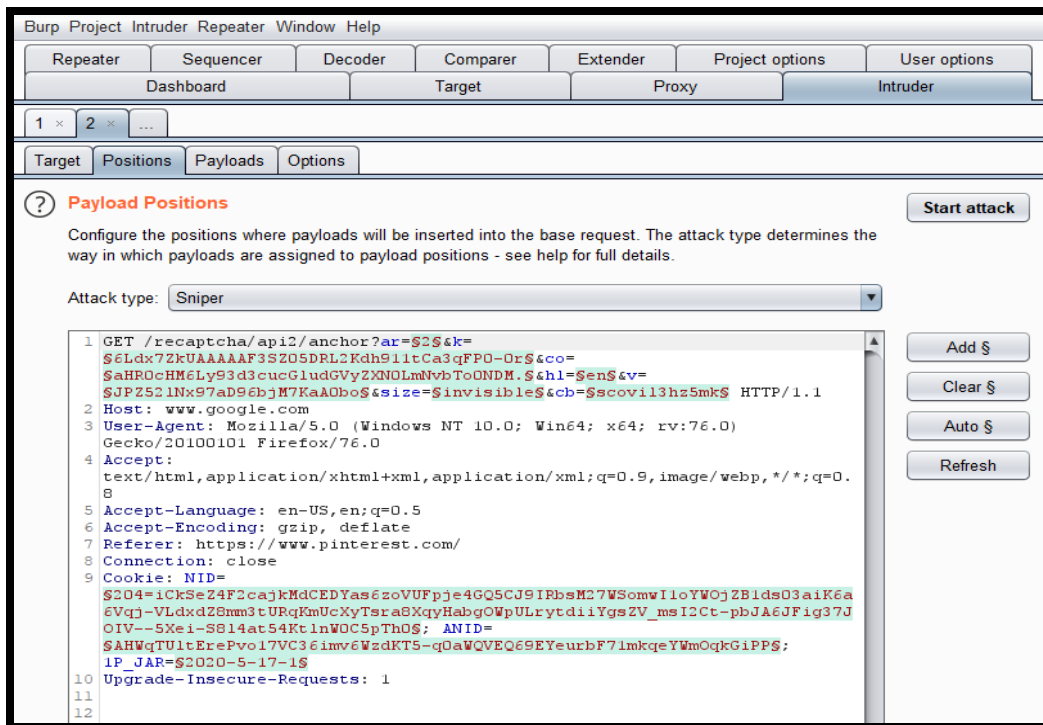 Burp Project Intruder Repeater Window Help
Repeater Sequencer Decoder Comparer Extender Project options User options
Dashboard Target Proxy Intruder
1 × 2 × ...
Target Positions Payloads Options
? Payload Positions
Start attack
Configure the positions where payloads will be inserted into the base request. The attack type determines the
way in which payloads are assigned to payload positions - see help for full details.
Attack type: Sniper
1 GET /recaptcha/api2/anchor?ar=§2§&k=
§6Ldx7ZkUAAAAAF3SZ05DRL2Kdh911tCa3qFP0-0r§&co=
§aHR0cHM6Ly93d3cucGludGVyZXN0LmNvbTo0NDM.§&hl=§en§&v=
§JPZ52lNx97aD96bjM7KaA0bo§&size=§invisible§&cb=§scovil3hz5mk§ HTTP/1.1
2 Host: www.google.com
3 User-Agent: Mozilla/5.0 (Windows NT 10.0; Win64; x64; rv:76.0)
Gecko/20100101 Firefox/76.0
4 Accept:
text/html,application/xhtml+xml,application/xml;q=0.9,image/webp,*/*;q=0.
8
5 Accept-Language: en-US,en;q=0.5
6 Accept-Encoding: gzip, deflate
7 Referer: https://www.pinterest.com/
8 Connection: close
9 Cookie: NID=
§204=iCkSeZ4F2cajkMdCEDYas6zoVUFpje4GQ5CJ9IRbsM27WSomwI1oYWOjZB1ds03aiK6a
6Vqj-VLdxdZ8mm3tURqKmUcXyTsra8XqyHabgOWpULrytdiiYgsZV_msI2Ct-pbJA6JFig37J
OIV--5Xei-S814at54Kt1nW0C5pTh0§; ANID=
§AHWqTUltErePvo17VC36imv6WzdKT5-q0aWQVEQ69EYeurbF71mkqeYWmOqkGiPP§;
1P_JAR=§2020-5-17-1§
10 Upgrade-Insecure-Requests: 1
11
12
Add §
Clear §
Auto §
Refresh